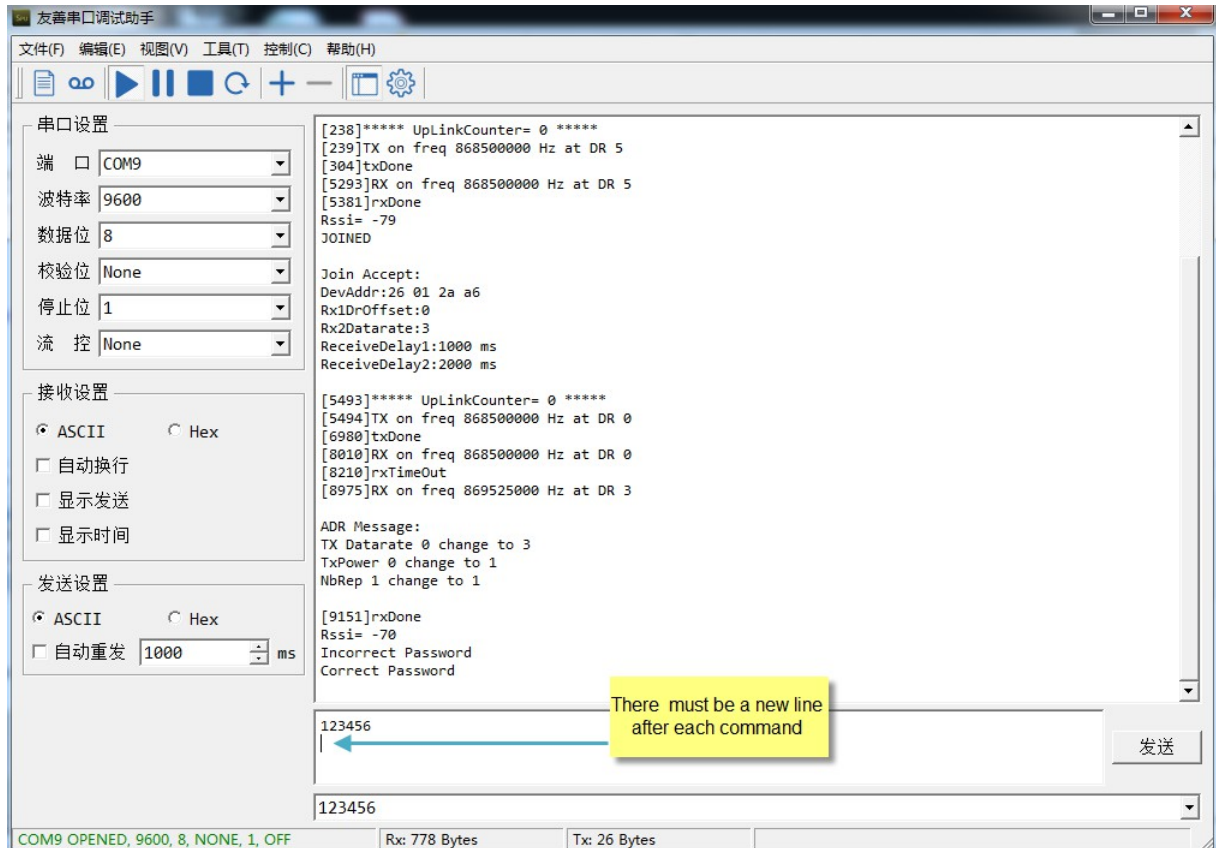 友善串口调试助手
文件(F) 编辑(E) 视图(V) 工具(T) 控制(C) 帮助(H)
串口设置
端 口 COM9
波特率 9600
数据位 8
校验位 None
停止位 1
流 控 None
接收设置
ASCII Hex
自动换行
显示发送
显示时间
发送设置
ASCII Hex
自动重发 1000 ms
[238]***** UpLinkCounter= 0 *****
[239]TX on freq 868500000 Hz at DR 5
[304]txDone
[5293]RX on freq 868500000 Hz at DR 5
[5381]rxDone
Rssi= -79
JOINED
Join Accept:
DevAddr:26 01 2a a6
Rx1DrOffset:0
Rx2Datarate:3
ReceiveDelay1:1000 ms
ReceiveDelay2:2000 ms
[5493]***** UpLinkCounter= 0 *****
[5494]TX on freq 868500000 Hz at DR 0
[6980]txDone
[8010]RX on freq 868500000 Hz at DR 0
[8210]rxTimeOut
[8975]RX on freq 869525000 Hz at DR 3
ADR Message:
TX Datarate 0 change to 3
TxPower 0 change to 1
NbRep 1 change to 1
[9151]rxDone
Rssi= -70
Incorrect Password
Correct Password
There must be a new line
after each command
123456
发送
123456
COM9 OPENED, 9600, 8, NONE, 1, OFF Rx: 778 Bytes Tx: 26 Bytes